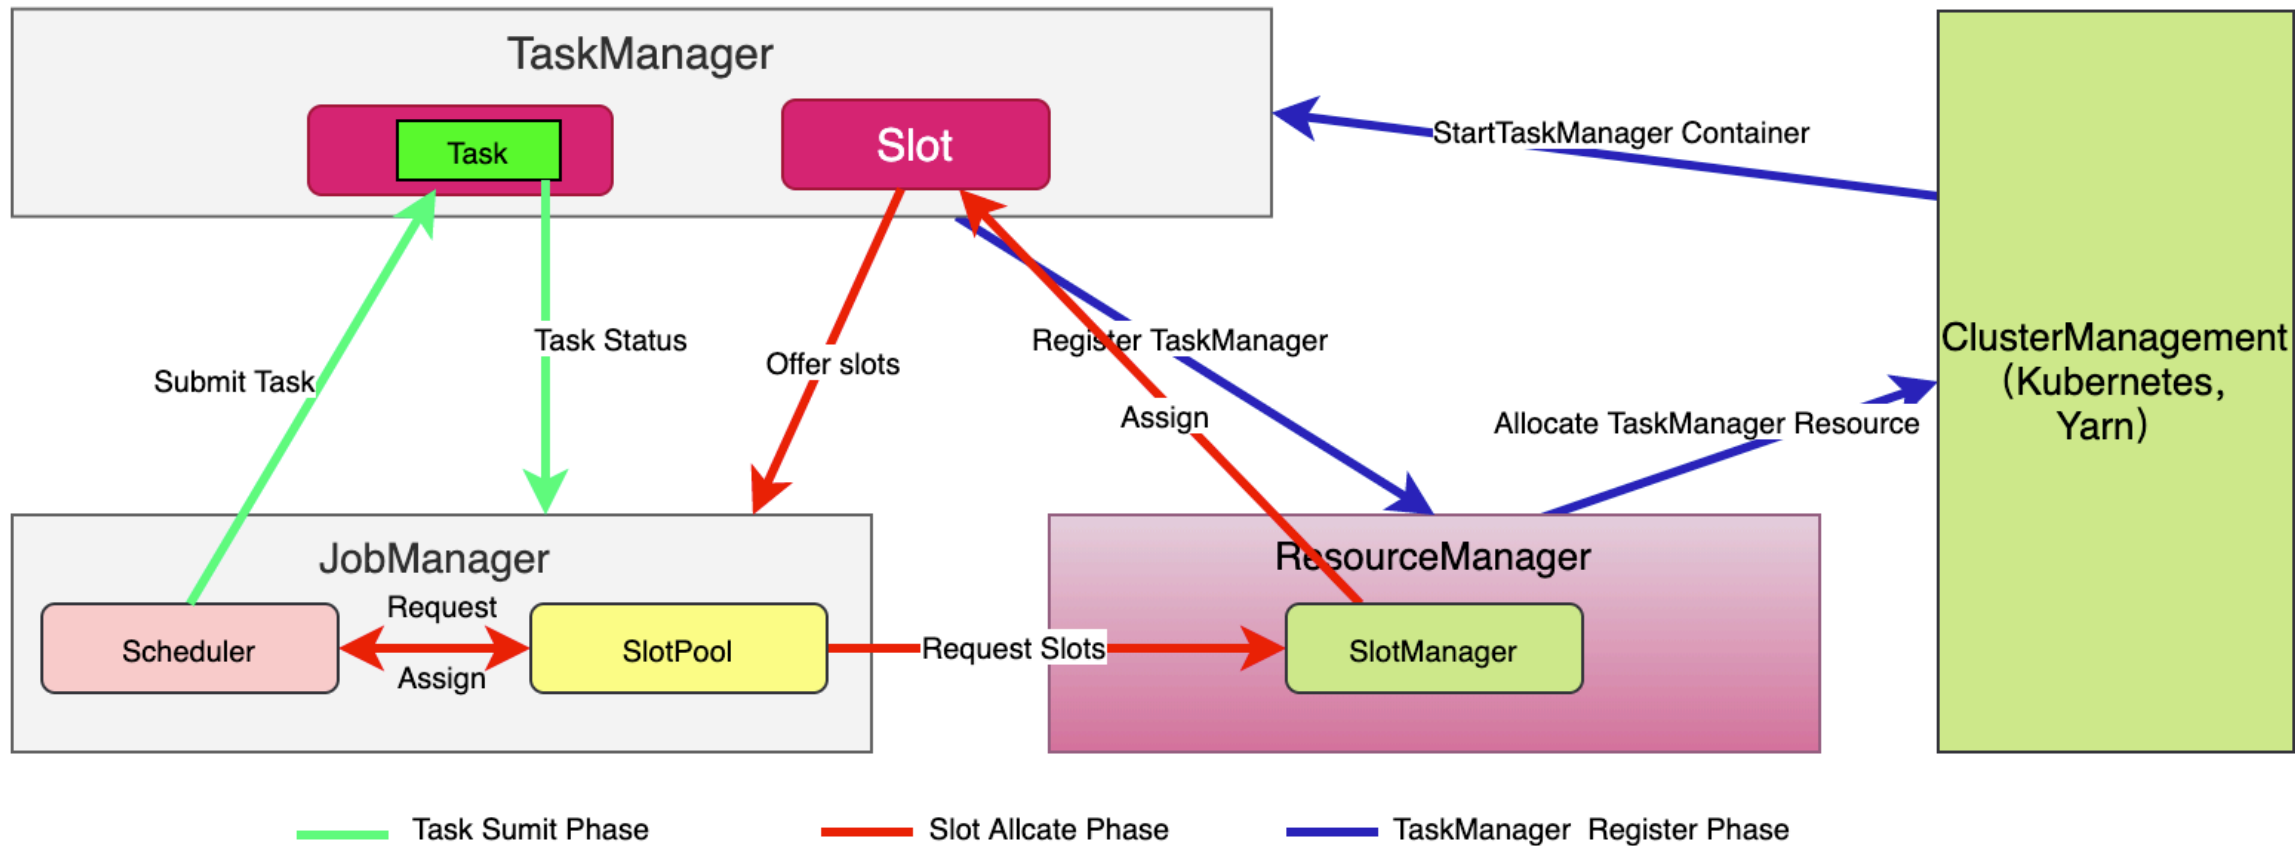 TaskManager
Task
Slot
StartTaskManager Container
Submit Task
Task Status
Offer slots
Register TaskManager
Assign
Allocate TaskManager Resource
ClusterManagement
(Kubernetes,
Yarn)
JobManager
Request
Scheduler
Assign
SlotPool
Request Slots
ResourceManager
SlotManager
Task Sumit Phase
Slot Allcate Phase
TaskManager Register Phase